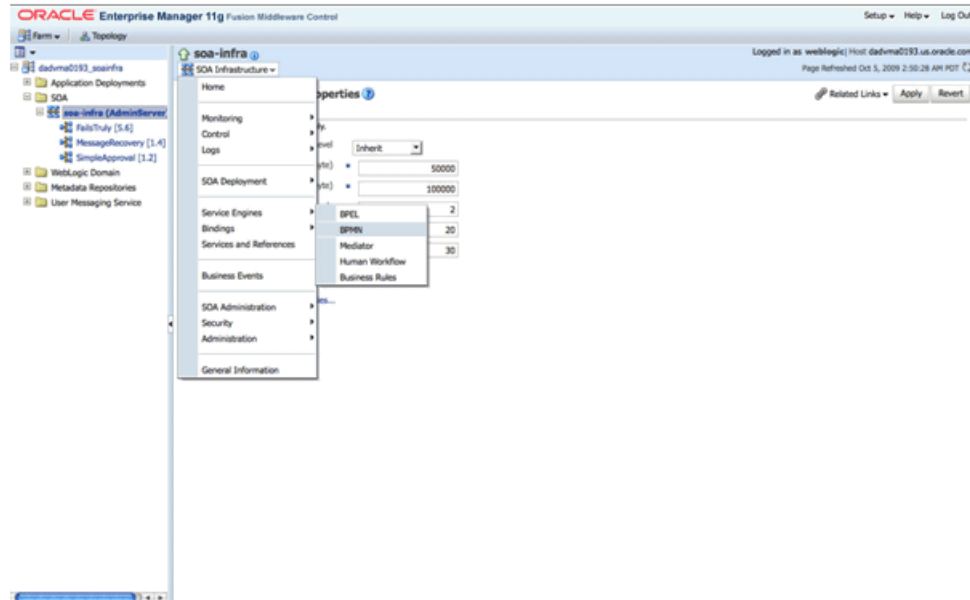 ORACLE Enterprise Manager 11g Fusion Middleware Control
Setup Help Log Out
Farm Topology
soa-infra
Logged in as weblogic| Host dadvma0193.us.oracle.com
SOA Infrastructure
Page Refreshed Oct 5, 2009 2:50:28 AM PDT
dadvma0193_soainfra
Application Deployments
SOA
soa-infra (AdminServer)
FailsTruly [5.6]
MessageRecovery [1.4]
SimpleApproval [1.2]
WebLogic Domain
Metadata Repositories
User Messaging Service
Home
Monitoring
Control
Logs
SOA Deployment
Service Engines
Bindings
Services and References
Business Events
SOA Administration
Security
Administration
General Information
BPEL
BPMN
Mediator
Human Workflow
Business Rules
operties
Related Links Apply Revert
Inherit
50000
100000
2
20
30